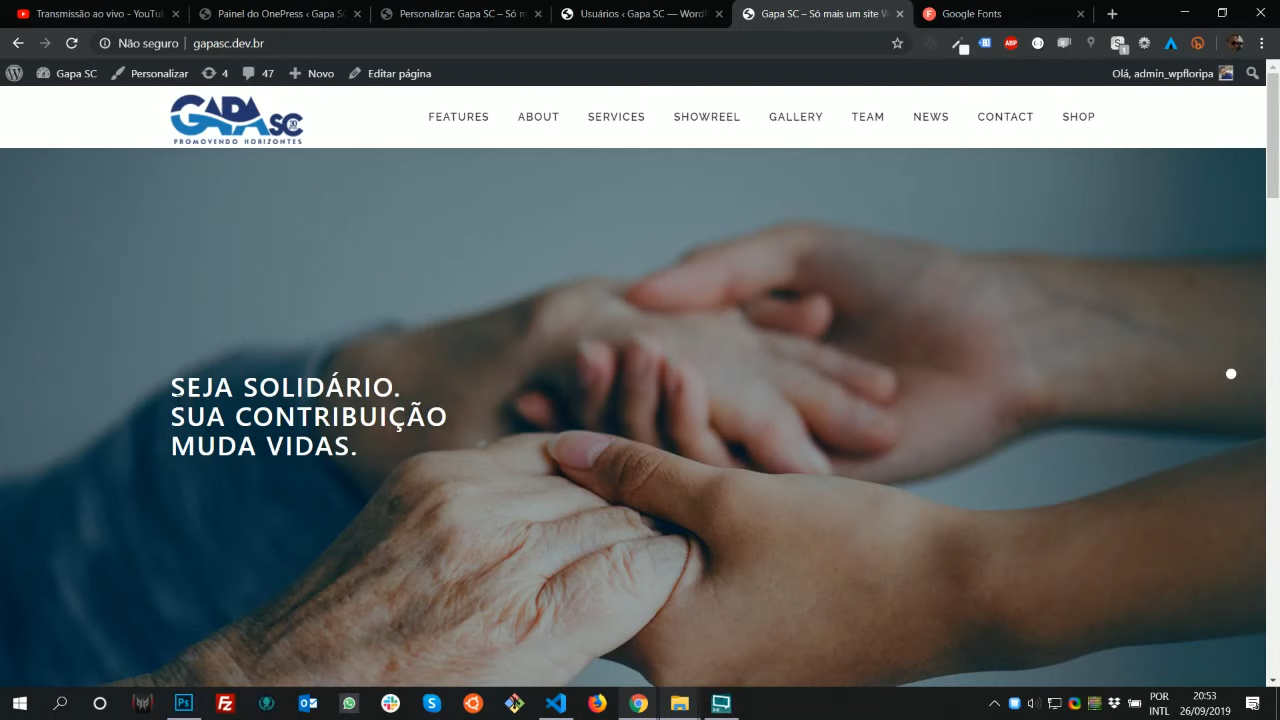 Transmissão ao vivo - YouTu
Painel do OnePress ‹ Gapa SC
Personalizar: Gapa SC – Só m
Usuários ‹ Gapa SC — WordP
Gapa SC – Só mais um site W
Google Fonts
Não seguro
gapasc.dev.br
Gapa SC
Personalizar
4
47
Novo
Editar página
Olá, admin_wpfloripa
GAPA SC
PROMOVENDO HORIZONTES
FEATURES
ABOUT
SERVICES
SHOWREEL
GALLERY
TEAM
NEWS
CONTACT
SHOP
SEJA SOLIDÁRIO.
SUA CONTRIBUIÇÃO
MUDA VIDAS.
POR
INTL
20:53
26/09/2019